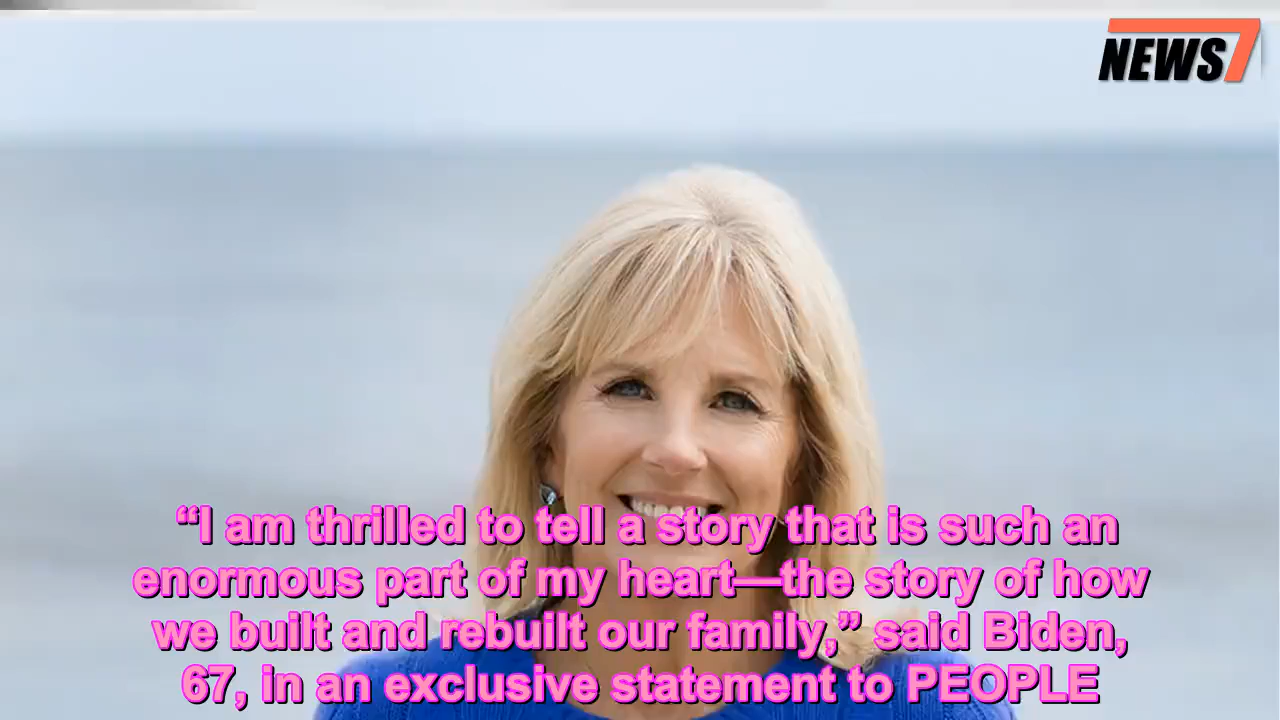 NEWS7
“I am thrilled to tell a story that is such an
enormous part of my heart—the story of how
we built and rebuilt our family,” said Biden,
67, in an exclusive statement to PEOPLE